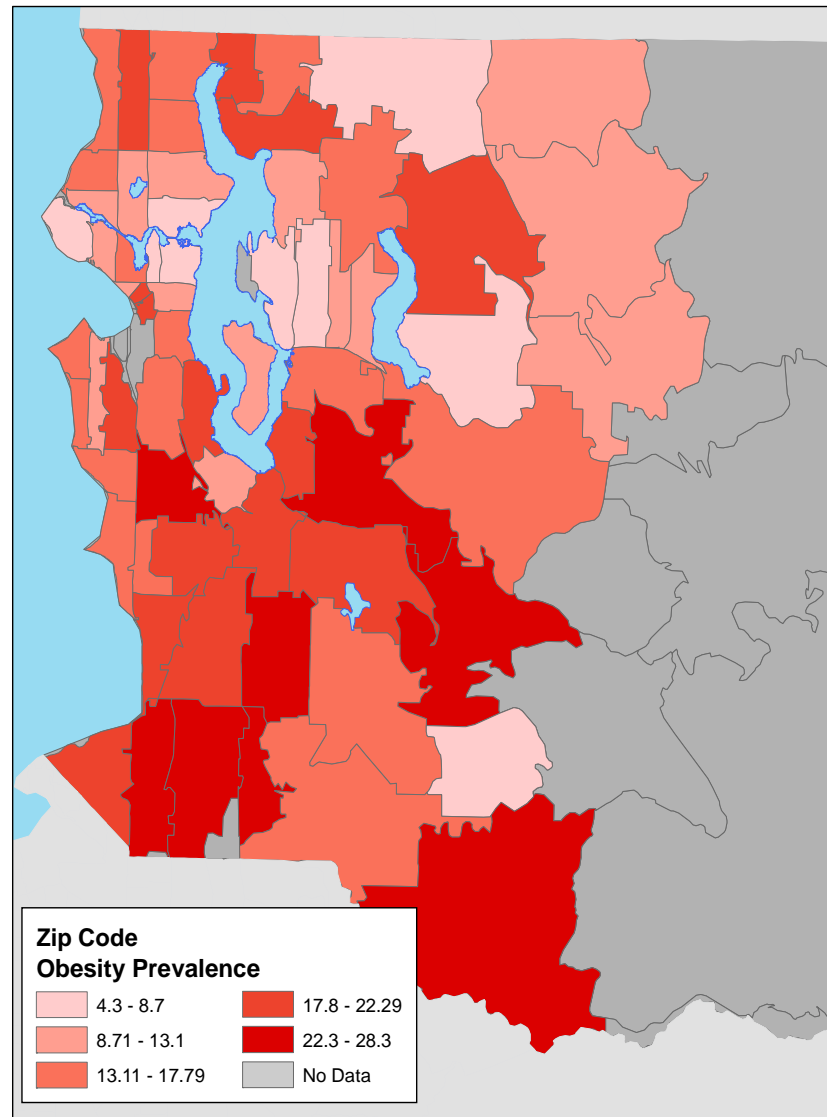 Zip Code
Obesity Prevalence
4.3 - 8.7
8.71 - 13.1
13.11 - 17.79
17.8 - 22.29
22.3 - 28.3
No Data